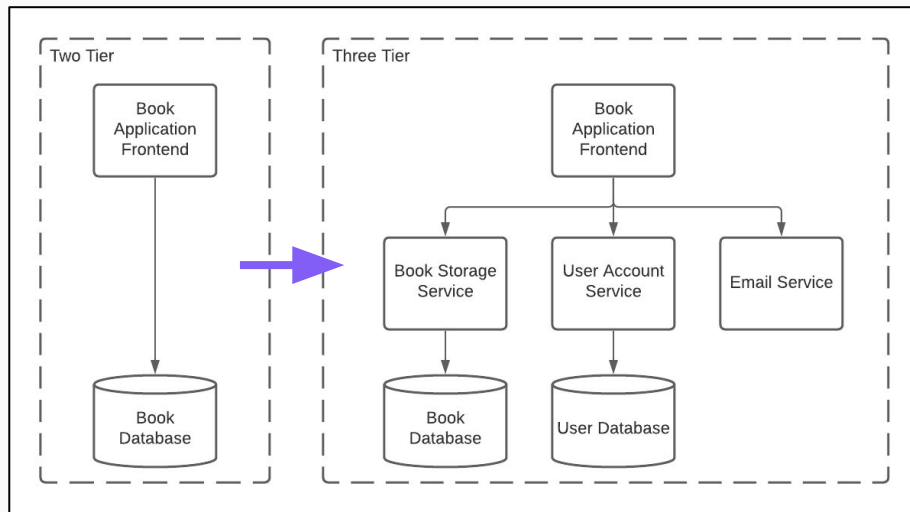 Two Tier
Book
Application
Frontend
Book
Database
Three Tier
Book
Application
Frontend
Book Storage
Service
User Account
Service
Email Service
Book
Database
User Database